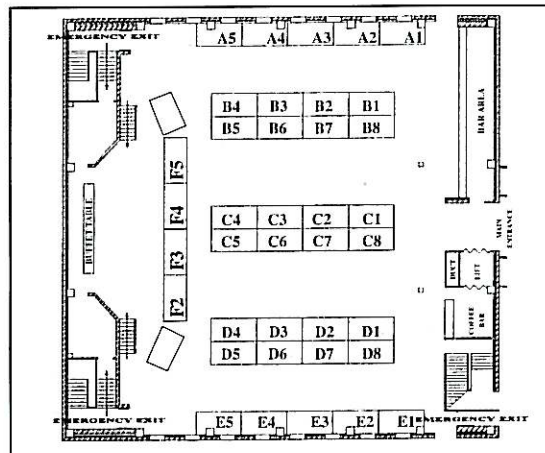 EMERGENCY EXIT
A5 A4 A3 A2 A1
B4 B3 B2 B1
B5 B6 B7 B8
BAR AREA
F5
F4
F3
F2
BUFFET TABLE
C4 C3 C2 C1
C5 C6 C7 C8
MAIN
ENTRANCE
DUCT
LIFT
COFFEE
BAR
D4 D3 D2 D1
D5 D6 D7 D8
E5 E4 E3 E2 E1
EMERGENCY EXIT
EMERGENCY EXIT